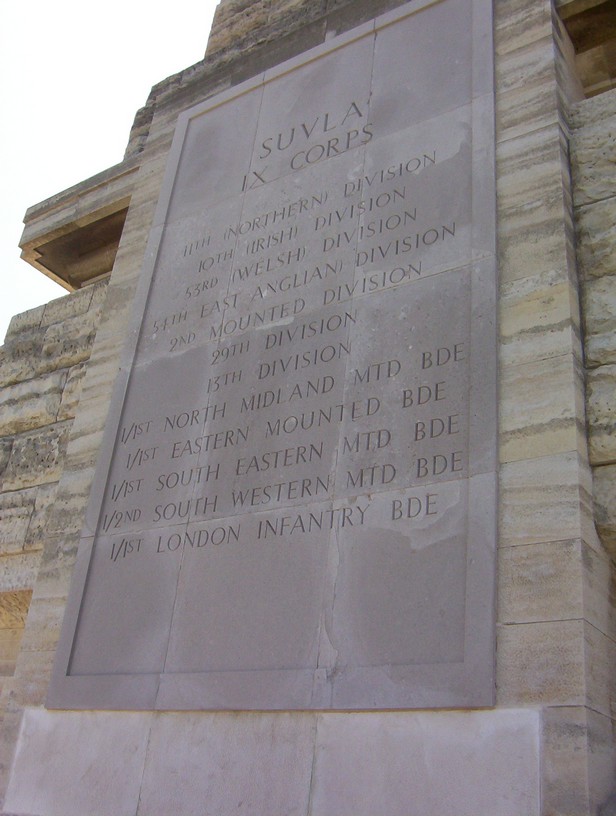 SUVLA
IX CORPS
11TH (NORTHERN) DIVISION
10TH (IRISH) DIVISION
53RD (WELSH) DIVISION
54TH (EAST ANGLIAN) DIVISION
2ND MOUNTED DIVISION
29TH DIVISION
13TH DIVISION
1/1ST NORTH MIDLAND MTD BDE
1/1ST EASTERN MOUNTED BDE
1/1ST SOUTH EASTERN MTD BDE
1/2ND SOUTH WESTERN MTD BDE
1/1ST LONDON INFANTRY BDE